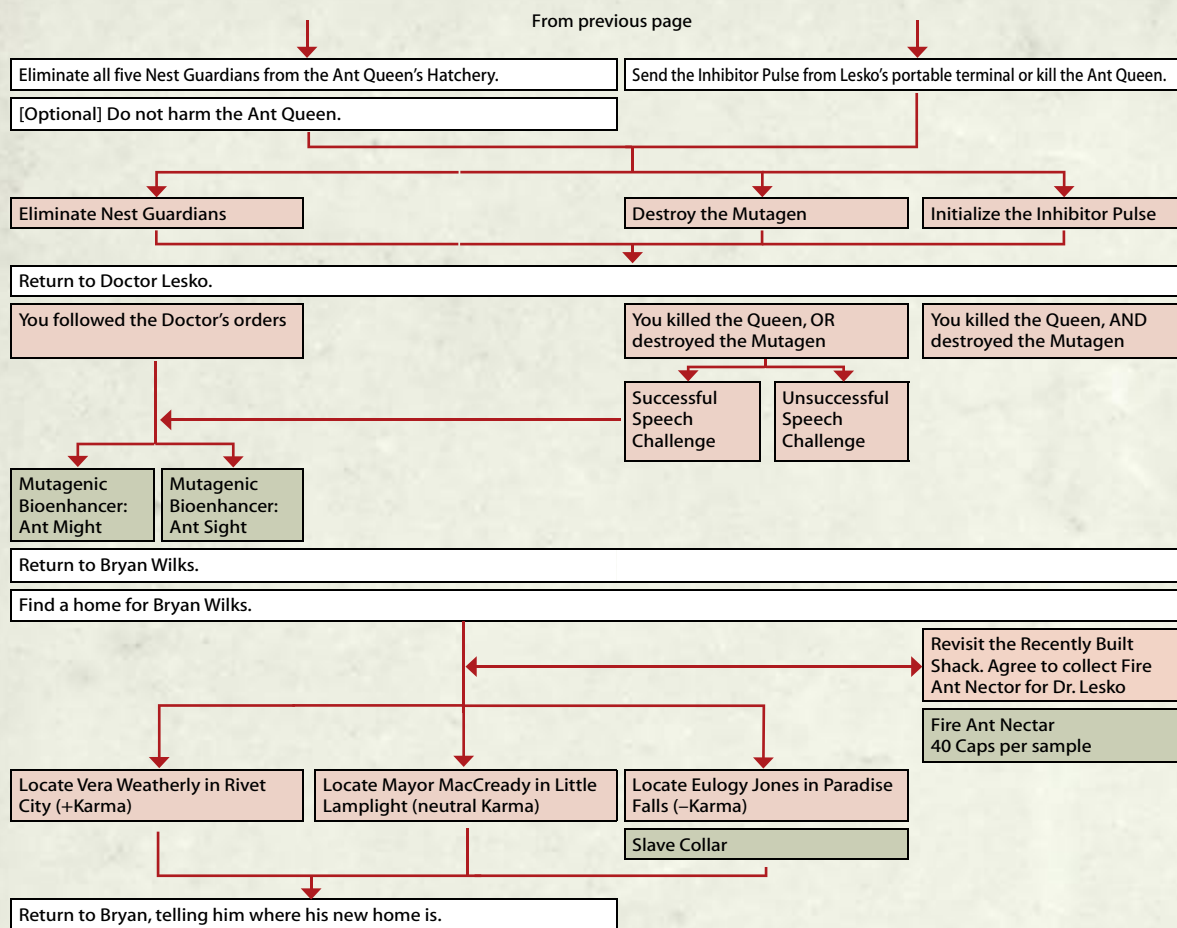 From previous page
Eliminate all five Nest Guardians from the Ant Queen's Hatchery.
Send the Inhibitor Pulse from Lesko's portable terminal or kill the Ant Queen.
[Optional] Do not harm the Ant Queen.
Eliminate Nest Guardians
Destroy the Mutagen
Initialize the Inhibitor Pulse
Return to Doctor Lesko.
You followed the Doctor's orders
You killed the Queen, OR
destroyed the Mutagen
You killed the Queen, AND
destroyed the Mutagen
Successful
Speech
Challenge
Unsuccessful
Speech
Challenge
Mutagenic
Bioenhancer:
Ant Might
Mutagenic
Bioenhancer:
Ant Sight
Return to Bryan Wilks.
Find a home for Bryan Wilks.
Revisit the Recently Built
Shack. Agree to collect Fire
Ant Nector for Dr. Lesko
Fire Ant Nectar
40 Caps per sample
Locate Vera Weatherly in Rivet
City (+Karma)
Locate Mayor MacCready in Little
Lamplight (neutral Karma)
Locate Eulogy Jones in Paradise
Falls (–Karma)
Slave Collar
Return to Bryan, telling him where his new home is.